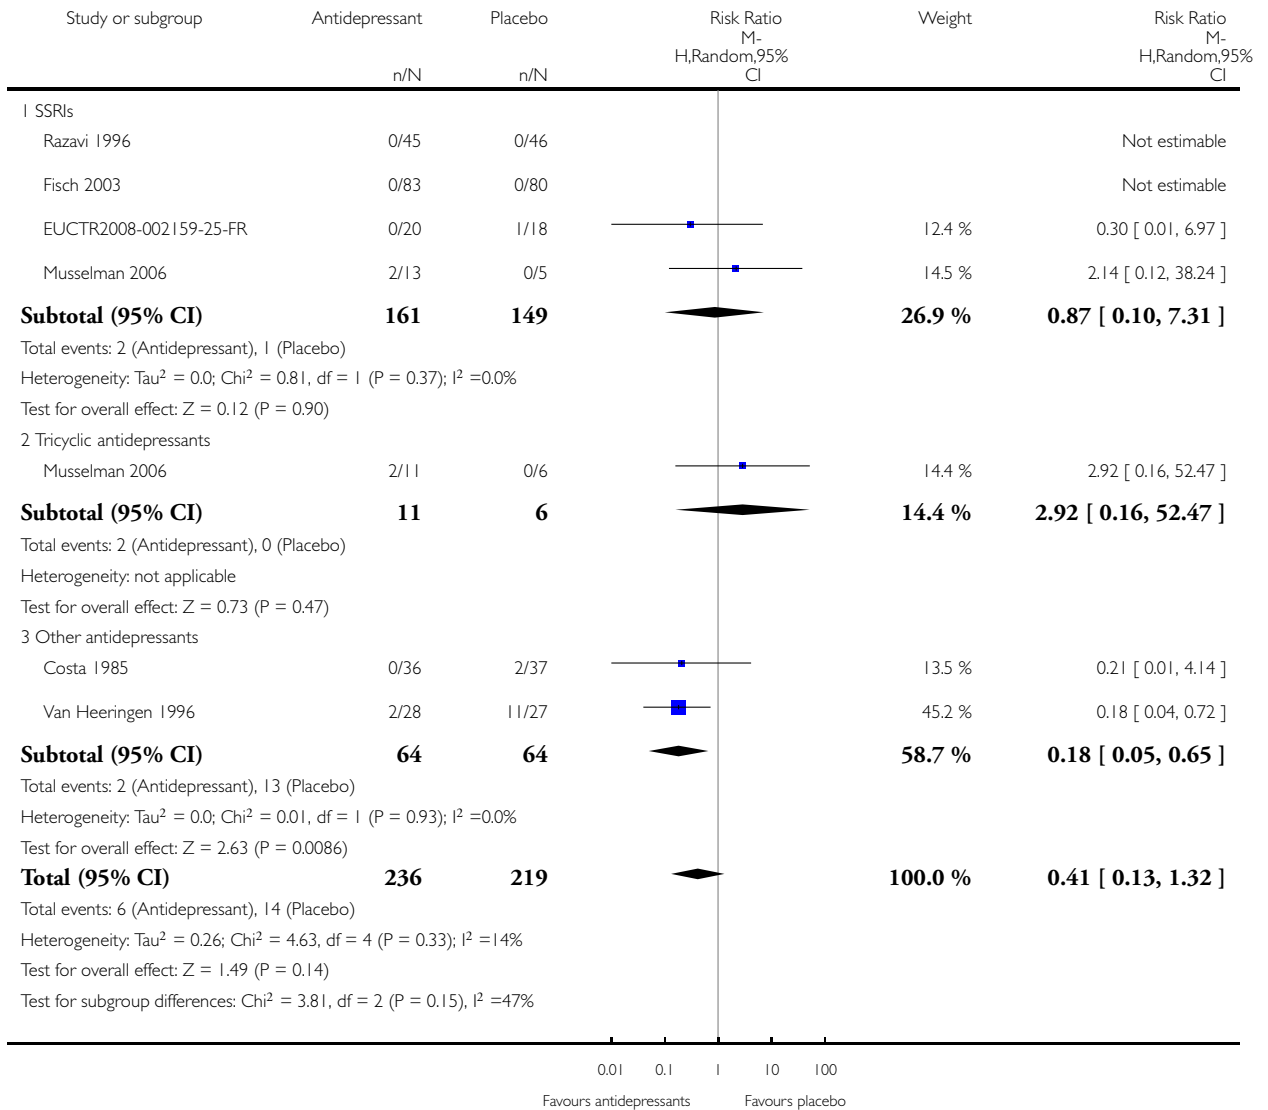 Study or subgroup Antidepressant Placebo Risk Ratio Weight Risk Ratio
M- M-
H,Random,95% H,Random,95%
n/N n/N CI CI
1 SSRIs
Razavi 1996 0/45 0/46 Not estimable
Fisch 2003 0/83 0/80 Not estimable
EUCTR2008-002159-25-FR 0/20 1/18 12.4 % 0.30 [ 0.01, 6.97 ]
Musselman 2006 2/13 0/5 14.5 % 2.14 [ 0.12, 38.24 ]
Subtotal (95% CI) 161 149 26.9 % 0.87 [ 0.10, 7.31 ]
Total events: 2 (Antidepressant), 1 (Placebo)
Heterogeneity: Tau² = 0.0; Chi² = 0.81, df = 1 (P = 0.37); I² =0.0%
Test for overall effect: Z = 0.12 (P = 0.90)
2 Tricyclic antidepressants
Musselman 2006 2/11 0/6 14.4 % 2.92 [ 0.16, 52.47 ]
Subtotal (95% CI) 11 6 14.4 % 2.92 [ 0.16, 52.47 ]
Total events: 2 (Antidepressant), 0 (Placebo)
Heterogeneity: not applicable
Test for overall effect: Z = 0.73 (P = 0.47)
3 Other antidepressants
Costa 1985 0/36 2/37 13.5 % 0.21 [ 0.01, 4.14 ]
Van Heeringen 1996 2/28 11/27 45.2 % 0.18 [ 0.04, 0.72 ]
Subtotal (95% CI) 64 64 58.7 % 0.18 [ 0.05, 0.65 ]
Total events: 2 (Antidepressant), 13 (Placebo)
Heterogeneity: Tau² = 0.0; Chi² = 0.01, df = 1 (P = 0.93); I² =0.0%
Test for overall effect: Z = 2.63 (P = 0.0086)
Total (95% CI) 236 219 100.0 % 0.41 [ 0.13, 1.32 ]
Total events: 6 (Antidepressant), 14 (Placebo)
Heterogeneity: Tau² = 0.26; Chi² = 4.63, df = 4 (P = 0.33); I² =14%
Test for overall effect: Z = 1.49 (P = 0.14)
Test for subgroup differences: Chi² = 3.81, df = 2 (P = 0.15), I² =47%
0.01 0.1 1 10 100
Favours antidepressants Favours placebo